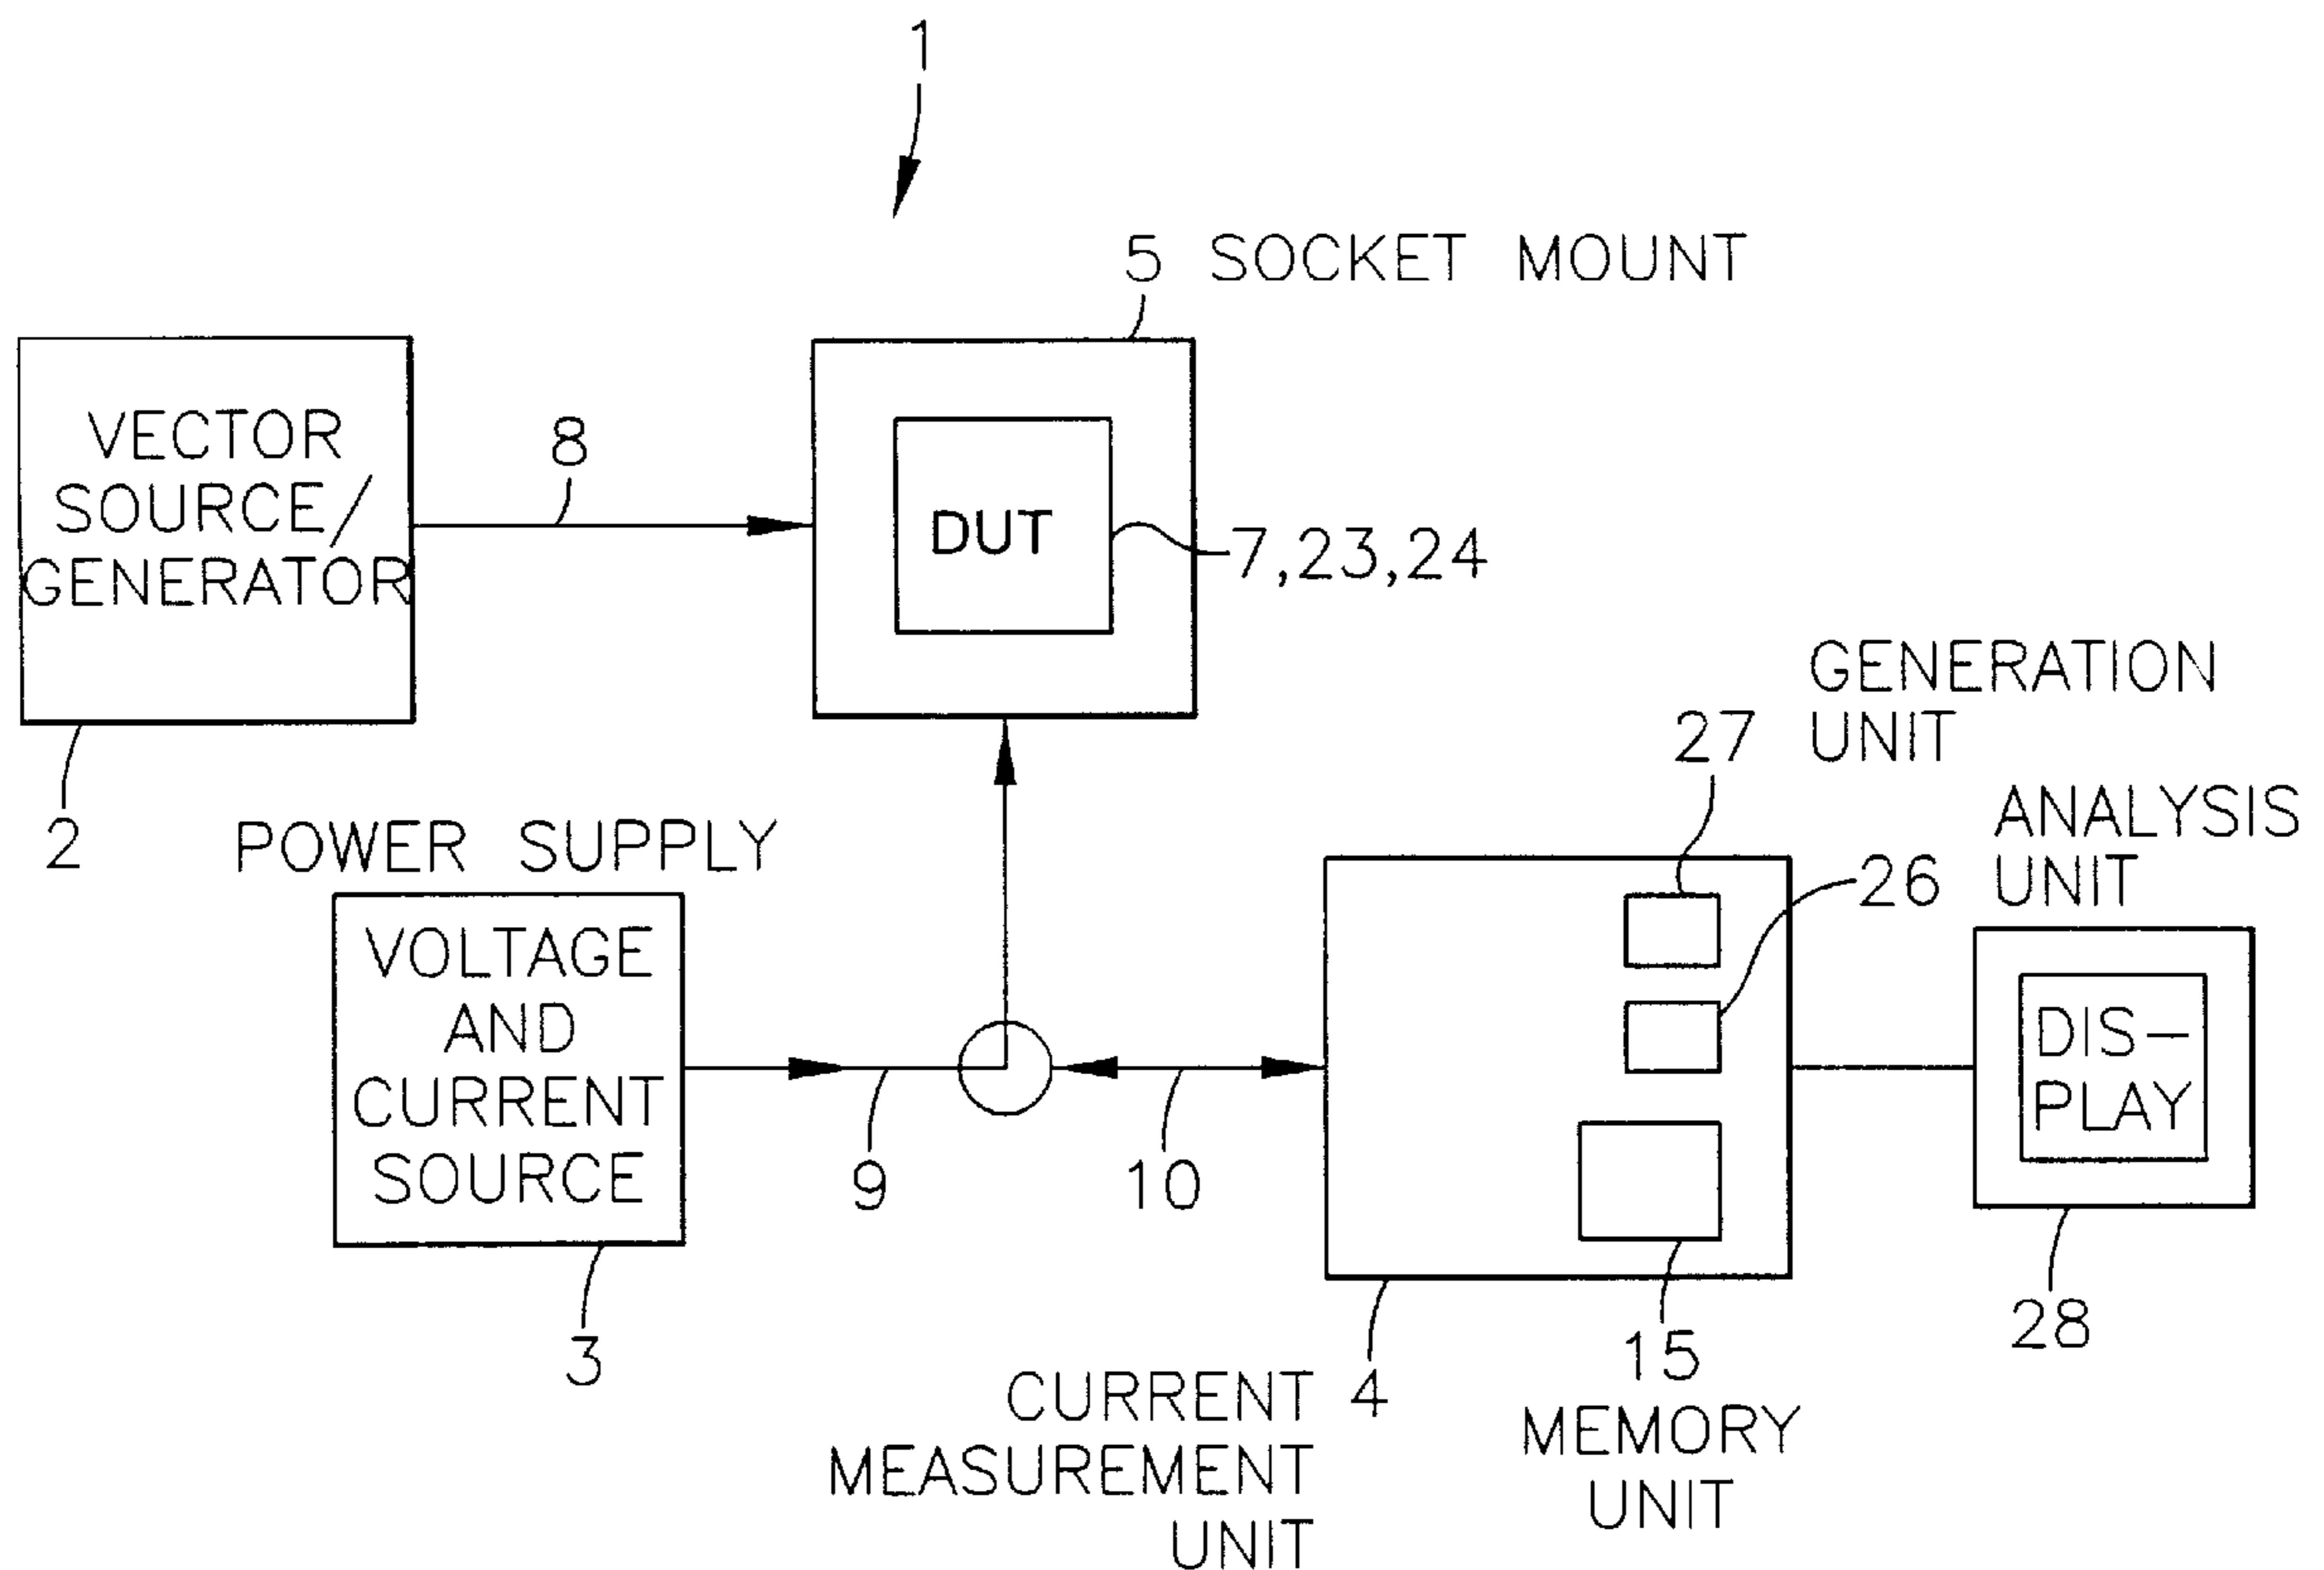 1
5 SOCKET MOUNT
VECTOR
SOURCE/
GENERATOR
8
DUT
7,23,24
2
GENERATION
UNIT
27
ANALYSIS
UNIT
26
POWER SUPPLY
VOLTAGE
AND
CURRENT
SOURCE
9
10
DIS-
PLAY
3
4
15
28
CURRENT
MEASUREMENT
UNIT
MEMORY
UNIT